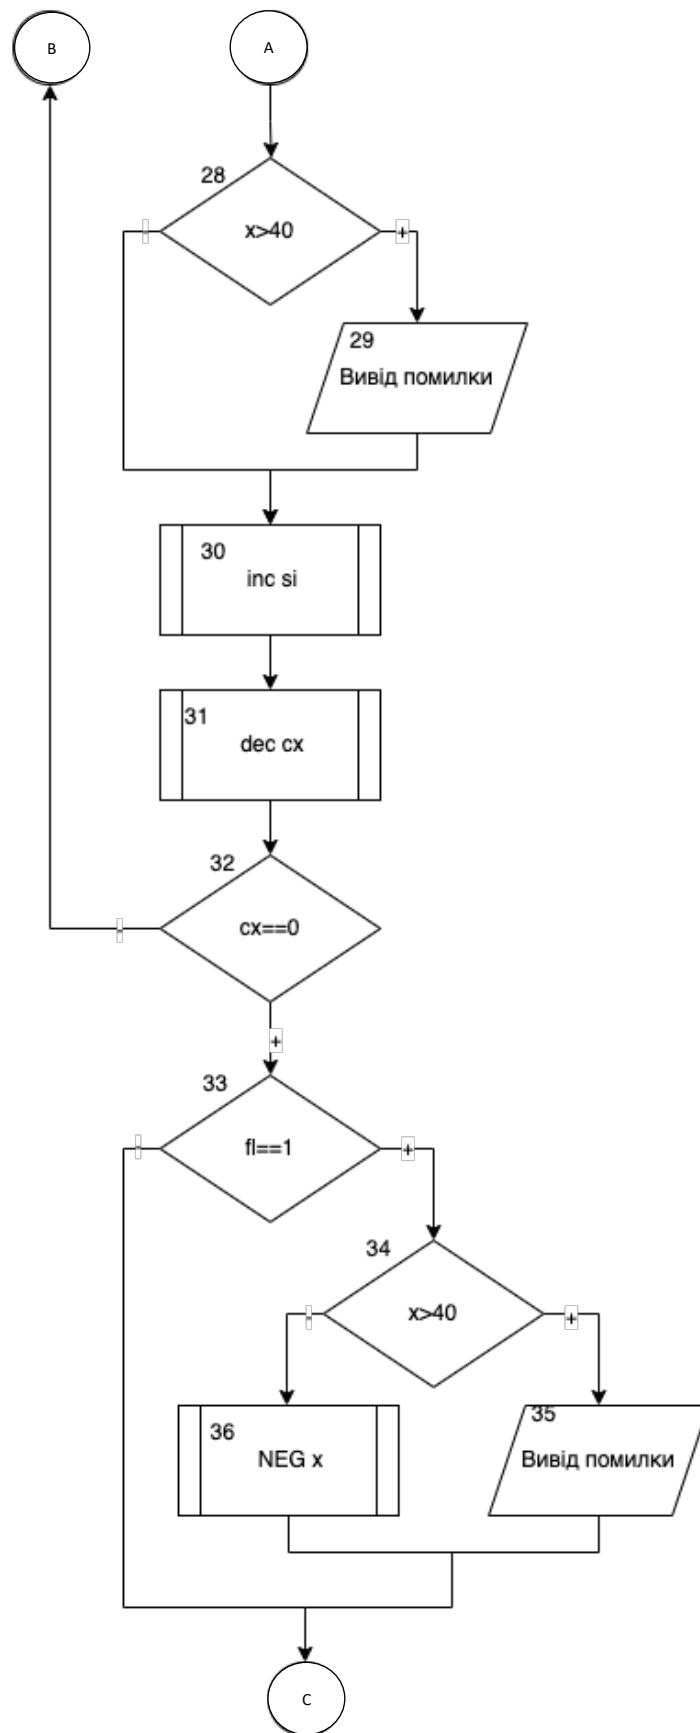 B
A
28
x>40
-
+
29
Вивід помилки
30
inc si
31
dec cx
32
cx==0
-
+
33
fl==1
-
+
34
x>40
-
+
36
NEG x
35
Вивід помилки
C